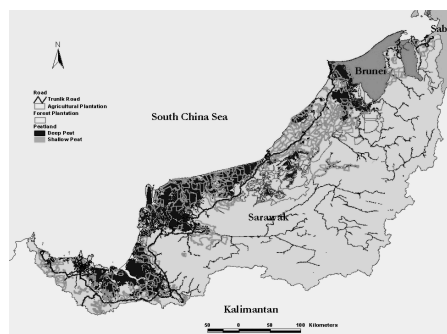 N
Sab
Brunei
Road
Trunk Road
Agricultural Plantation
Forest Plantation
Peatland
Deep Peat
Shallow Peat
South China Sea
Sarawak
Kalimantan
50 0 50 100 Kilometers